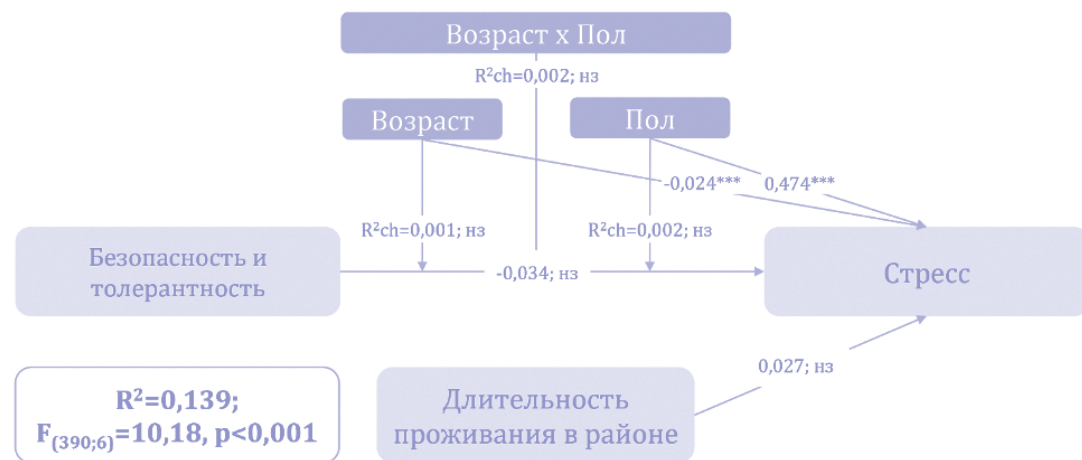 Возраст x Пол
R²ch=0,002; нз
Возраст
Пол
-0,024***
0,474***
R²ch=0,001; нз
R²ch=0,002; нз
Безопасность и
толерантность
-0,034; нз
Стресс
0,027; нз
R²=0,139;
F(390;6)=10,18, p<0,001
Длительность
проживания в районе